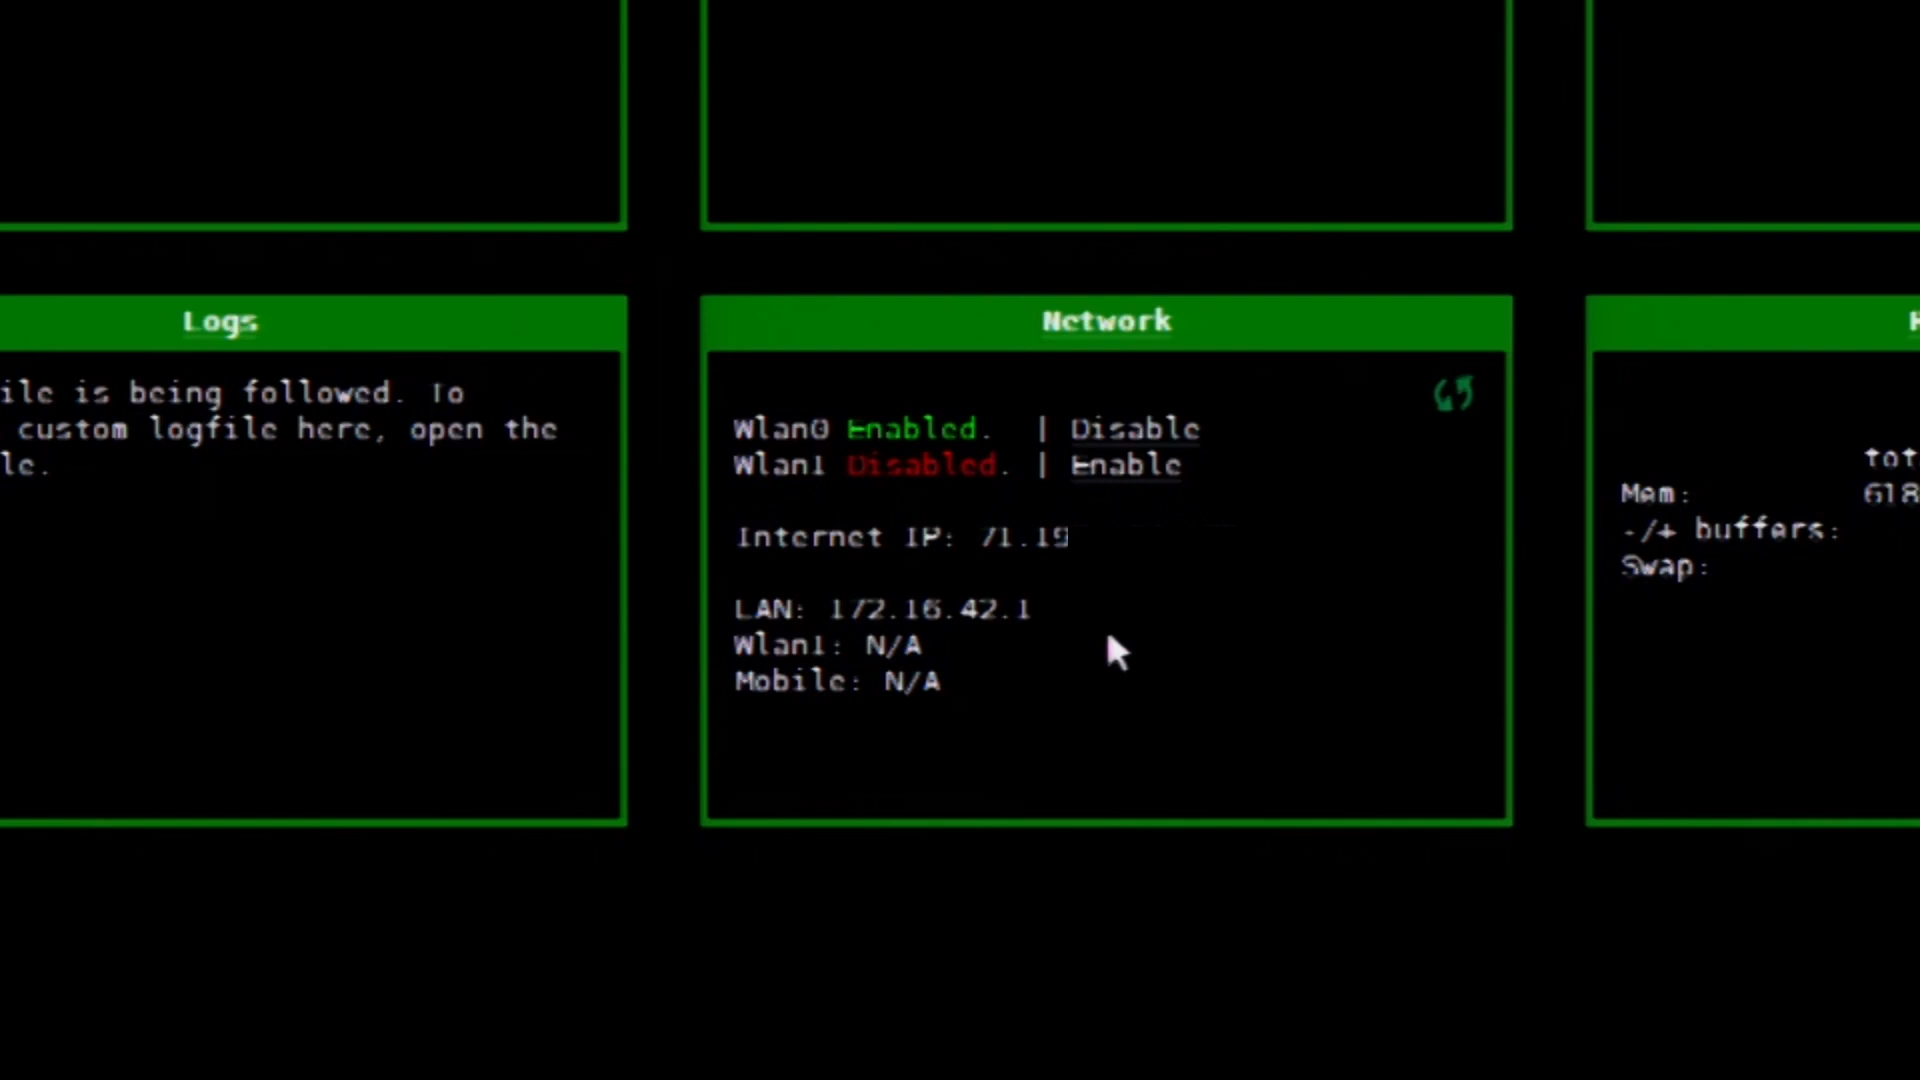 Logs
ile is being followed. To
custom logfile here, open the
le.
Network
Wlan0 Enabled. | Disable
Wlan1 Disabled. | Enable
Internet IP: 71.19
LAN: 172.16.42.1
Wlan1: N/A
Mobile: N/A
tot
Mem: 618
-/+ buffers:
Swap: